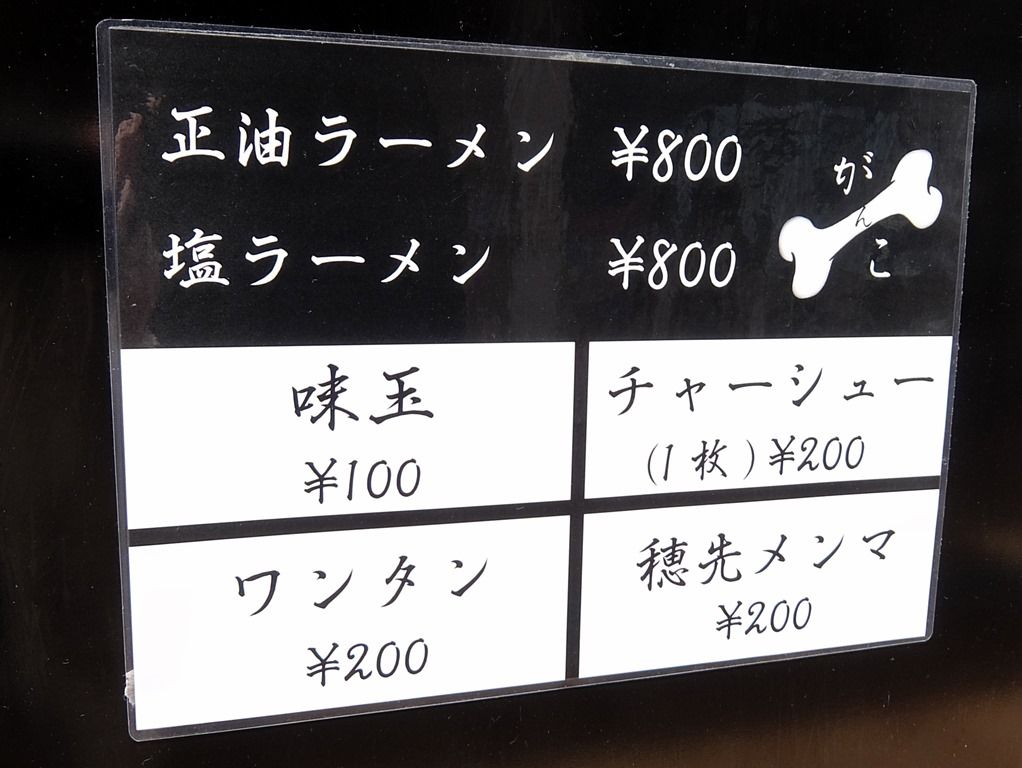 正油ラーメン ¥800
塩ラーメン ¥800
がんこ
味玉
¥100
チャーシュー
(1枚)¥200
ワンタン
¥200
穂先メンマ
¥200